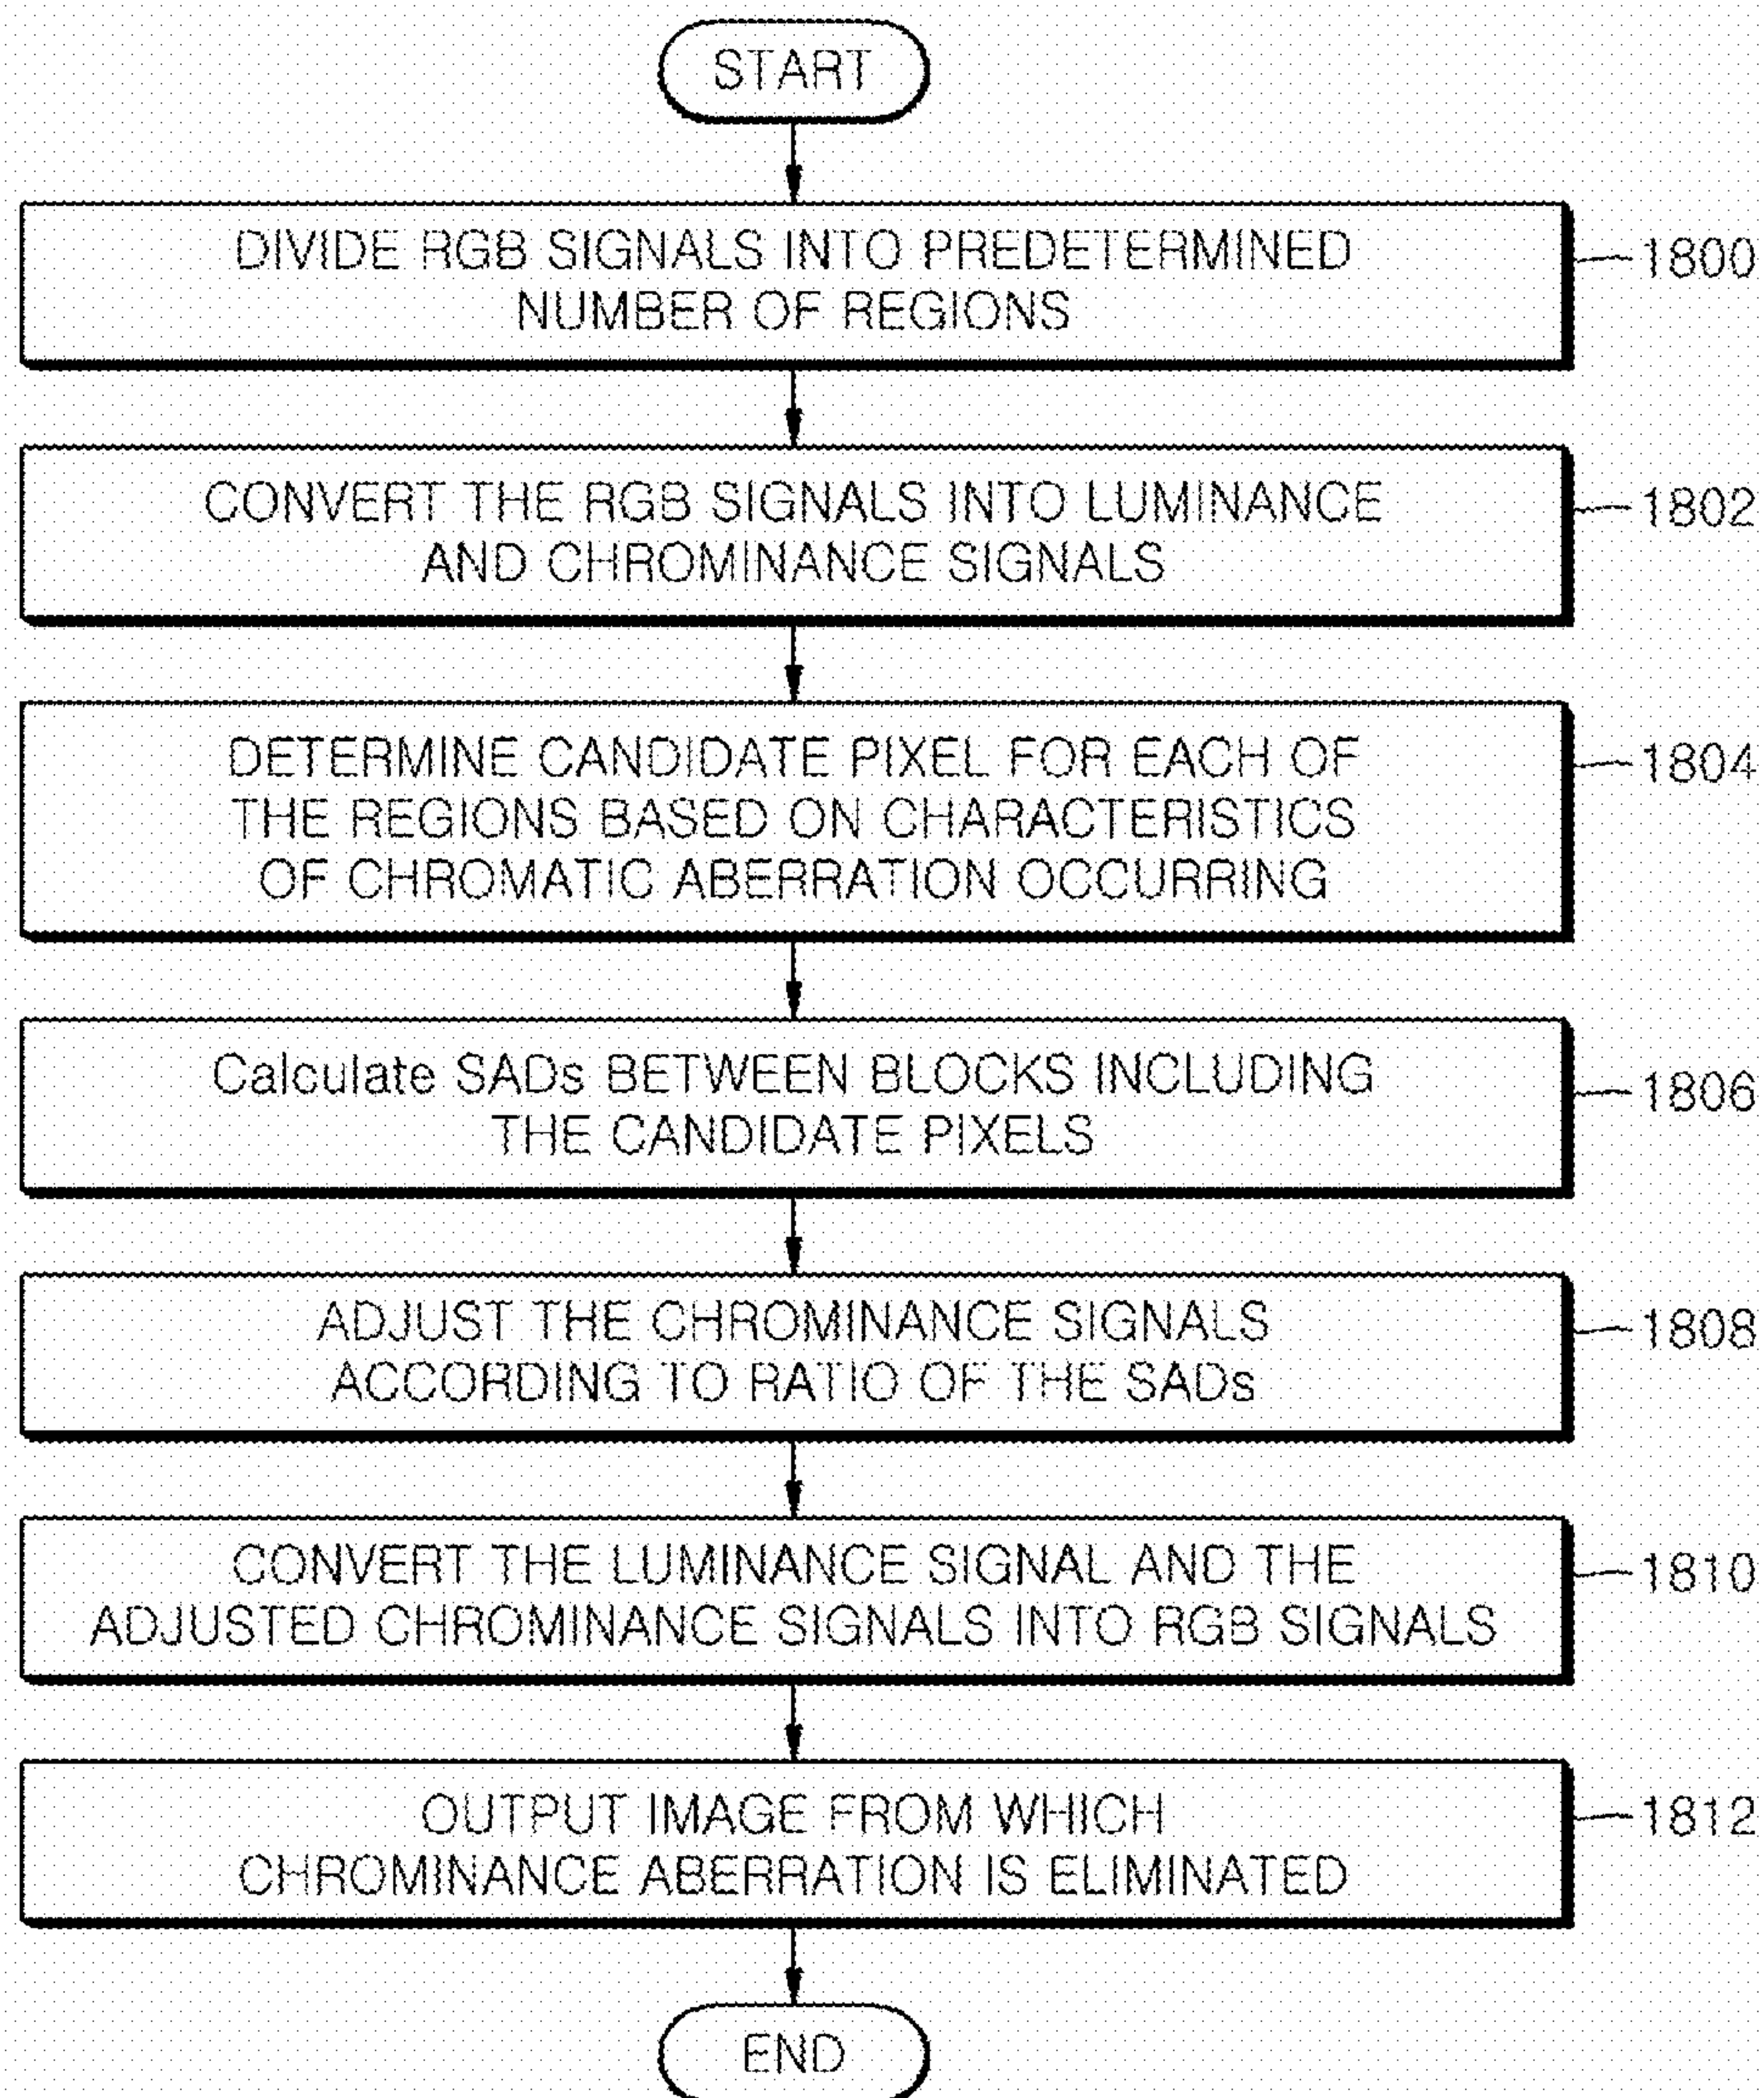 START
DIVIDE RGB SIGNALS INTO PREDETERMINED
NUMBER OF REGIONS
1800
CONVERT THE RGB SIGNALS INTO LUMINANCE
AND CHROMINANCE SIGNALS
1802
DETERMINE CANDIDATE PIXEL FOR EACH OF
THE REGIONS BASED ON CHARACTERISTICS
OF CHROMATIC ABERRATION OCCURRING
1804
Calculate SADs BETWEEN BLOCKS INCLUDING
THE CANDIDATE PIXELS
1806
ADJUST THE CHROMINANCE SIGNALS
ACCORDING TO RATIO OF THE SADs
1808
CONVERT THE LUMINANCE SIGNAL AND THE
ADJUSTED CHROMINANCE SIGNALS INTO RGB SIGNALS
1810
OUTPUT IMAGE FROM WHICH
CHROMINANCE ABERRATION IS ELIMINATED
1812
END